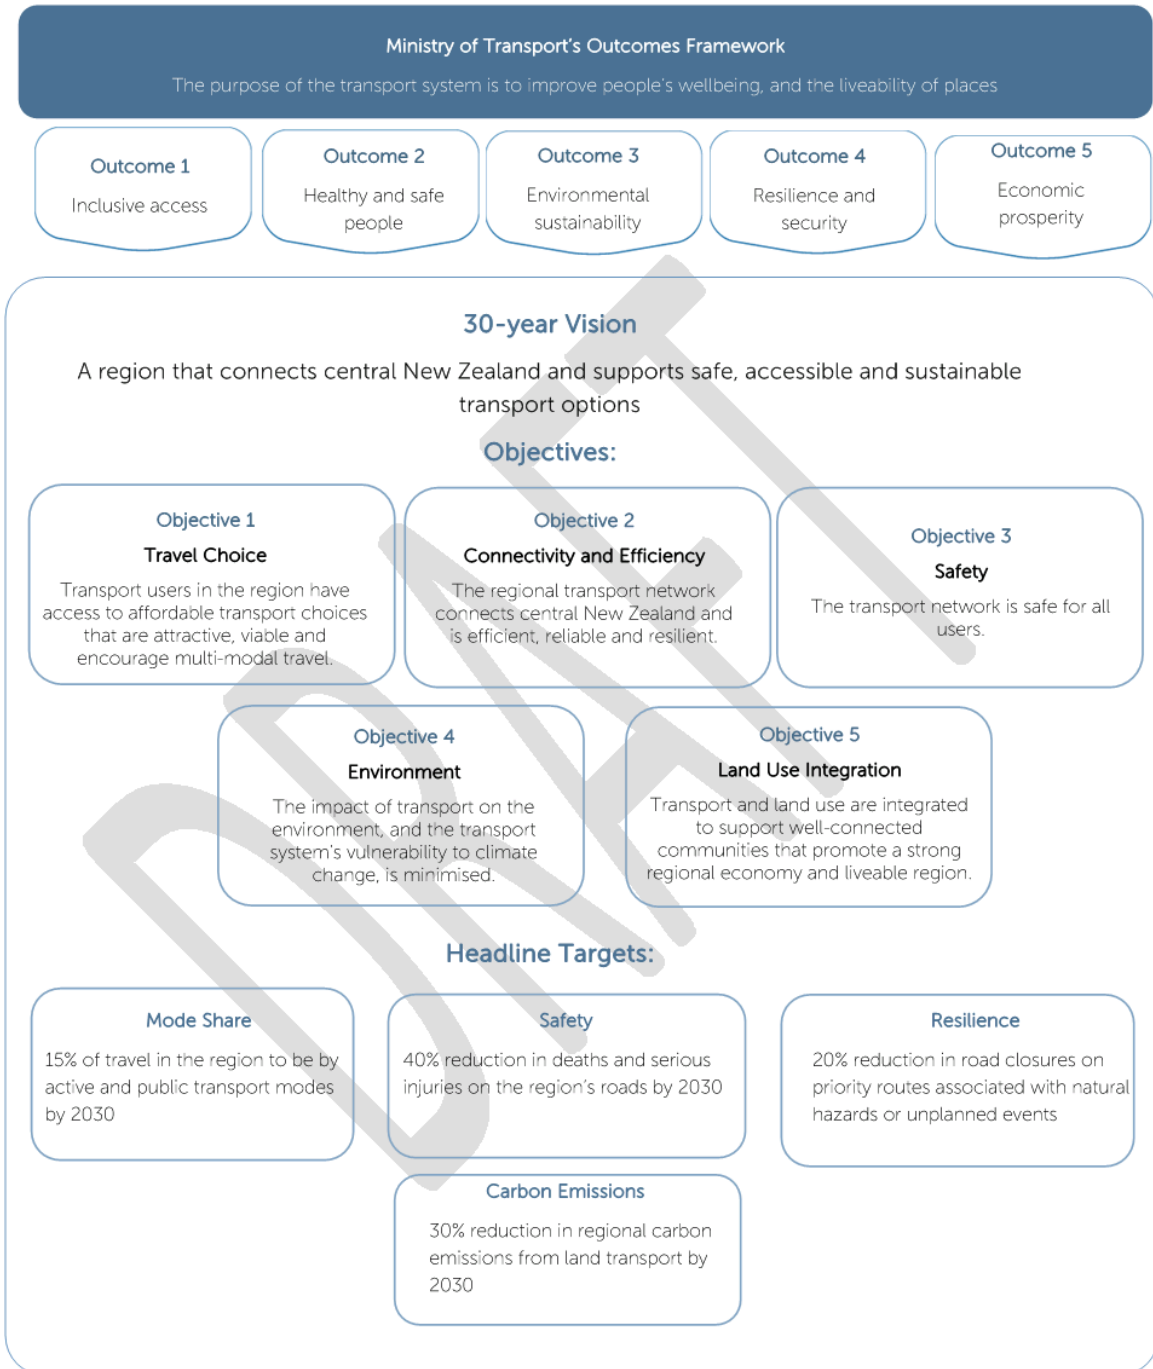 Ministry of Transport's Outcomes Framework
The purpose of the transport system is to improve people's wellbeing, and the liveability of places
Outcome 1
Inclusive access
Outcome 2
Healthy and safe
people
Outcome 3
Environmental
sustainability
Outcome 4
Resilience and
security
Outcome 5
Economic
prosperity
30-year Vision
A region that connects central New Zealand and supports safe, accessible and sustainable
transport options
Objectives:
Objective 1
Travel Choice
Transport users in the region have
access to affordable transport choices
that are attractive, viable and
encourage multi-modal travel.
Objective 2
Connectivity and Efficiency
The regional transport network
connects central New Zealand and
is efficient, reliable and resilient.
Objective 3
Safety
The transport network is safe for all
users.
Objective 4
Environment
The impact of transport on the
environment, and the transport
system's vulnerability to climate
change, is minimised.
Objective 5
Land Use Integration
Transport and land use are integrated
to support well-connected
communities that promote a strong
regional economy and liveable region.
Headline Targets:
Mode Share
15% of travel in the region to be by
active and public transport modes
by 2030
Safety
40% reduction in deaths and serious
injuries on the region's roads by 2030
Resilience
20% reduction in road closures on
priority routes associated with natural
hazards or unplanned events
Carbon Emissions
30% reduction in regional carbon
emissions from land transport by
2030
DRAFT